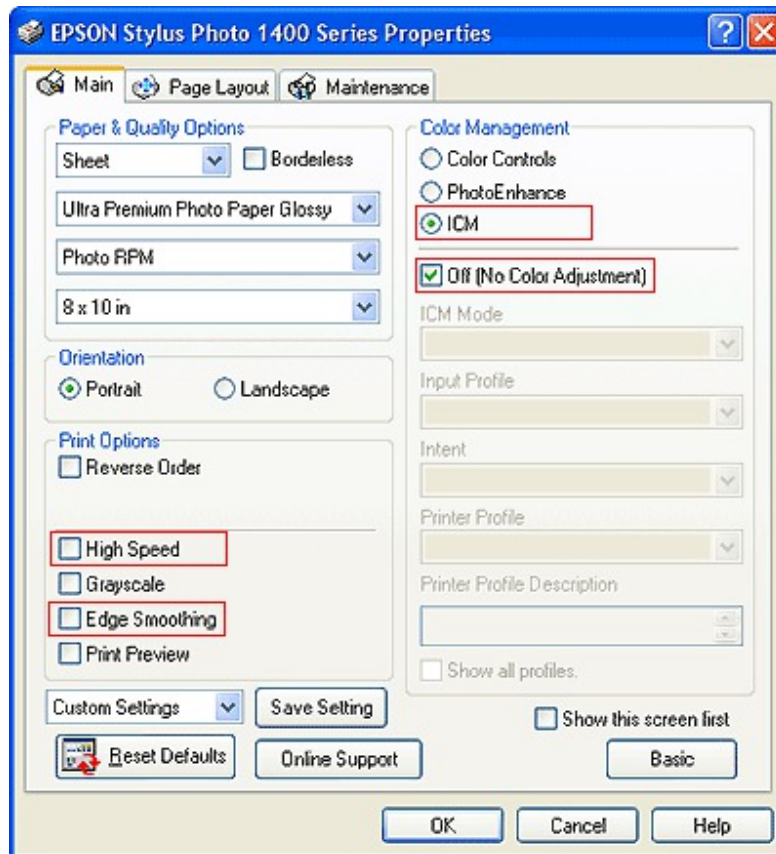 EPSON Stylus Photo 1400 Series Properties
Main
Page Layout
Maintenance
Paper & Quality Options
Sheet
Borderless
Ultra Premium Photo Paper Glossy
Photo RPM
8 x 10 in
Orientation
Portrait
Landscape
Print Options
Reverse Order
High Speed
Grayscale
Edge Smoothing
Print Preview
Custom Settings
Save Setting
Reset Defaults
Online Support
Color Management
Color Controls
PhotoEnhance
ICM
Off (No Color Adjustment)
ICM Mode
Input Profile
Intent
Printer Profile
Printer Profile Description
Show all profiles.
Show this screen first
Basic
OK
Cancel
Help